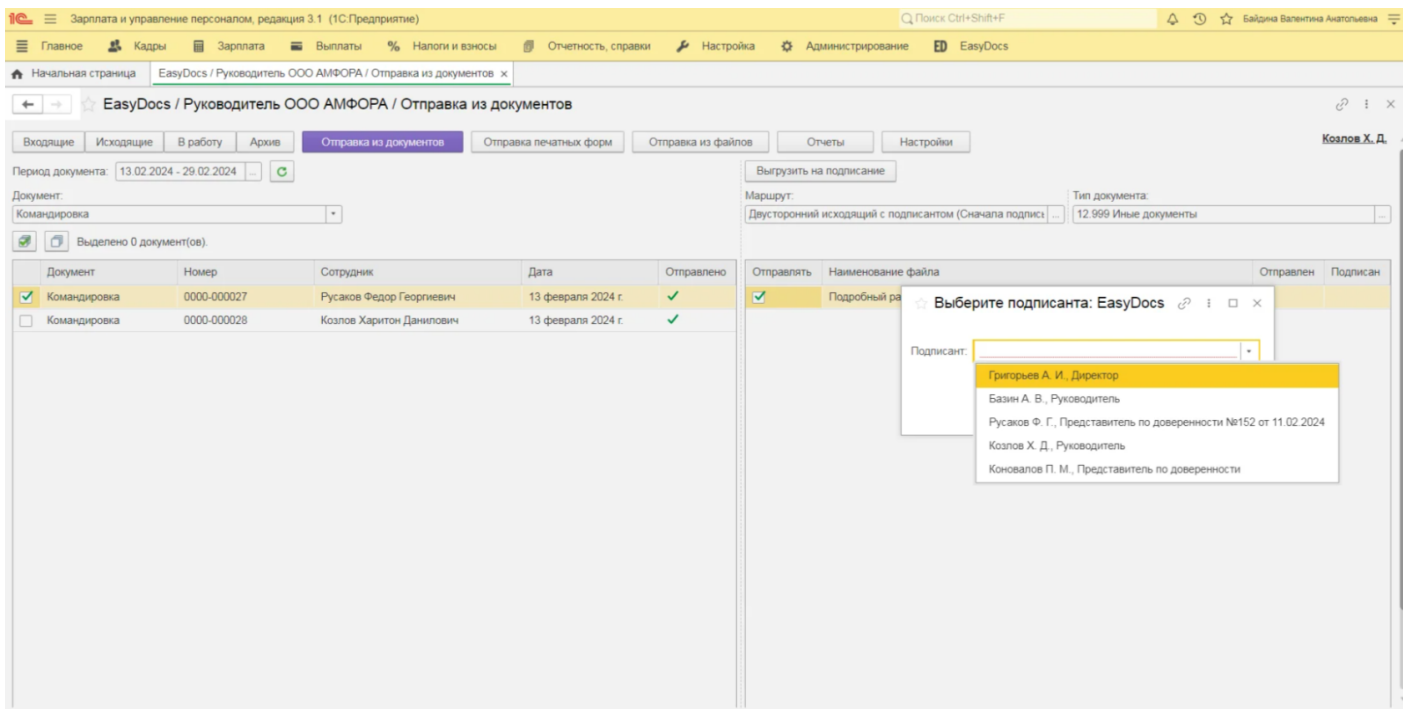 1С Зарплата и управление персоналом, редакция 3.1 (1С:Предприятие) Поиск Ctrl+Shift+F Байдина Валентина Анатольевна
Главное Кадры Зарплата Выплаты % Налоги и взносы Отчетность, справки Настройка Администрирование ED EasyDocs
Начальная страница EasyDocs / Руководитель ООО АМФОРА / Отправка из документов ×
EasyDocs / Руководитель ООО АМФОРА / Отправка из документов
Входящие Исходящие В работу Архив Отправка из документов Отправка печатных форм Отправка из файлов Отчеты Настройки Козлов Х. Д.
Период документа: 13.02.2024 - 29.02.2024 ... Выгрузить на подписание
Документ: Маршрут: Тип документа:
Командировка Двусторонний исходящий с подписантом (Сначала подпись ... 12.999 Иные документы ...
Выделено 0 документ(ов).
Документ Номер Сотрудник Дата Отправлено Отправлять Наименование файла Отправлен Подписан
Командировка 0000-000027 Русаков Федор Георгиевич 13 февраля 2024 г. Подробный ра
Командировка 0000-000028 Козлов Харитон Данилович 13 февраля 2024 г.
Выберите подписанта: EasyDocs
Подписант:
Григорьев А. И., Директор
Базин А. В., Руководитель
Русаков Ф. Г., Представитель по доверенности №152 от 11.02.2024
Козлов Х. Д., Руководитель
Коновалов П. М., Представитель по доверенности